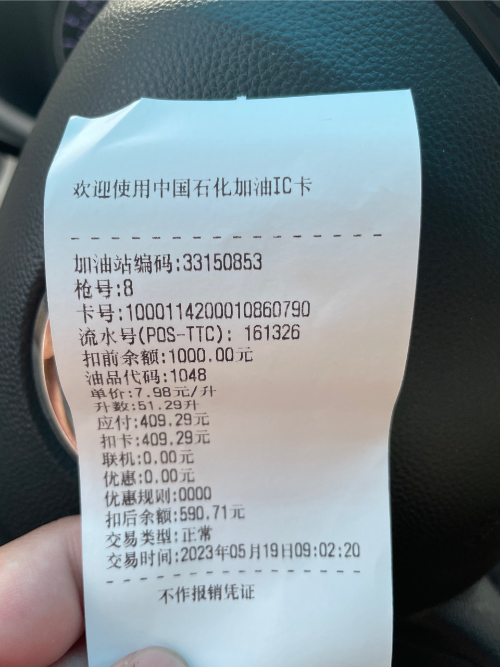 欢迎使用中国石化加油IC卡
加油站编码:33150853
枪号:8
卡号:1000114200010860790
流水号(POS-TTC): 161326
扣前余额:1000.00元
油品代码:1048
单价:7.98元/升
升数:51.29升
应付:409.29元
扣卡:409.29元
联机:0.00元
优惠:0.00元
优惠规则:0000
扣后余额:590.71元
交易类型:正常
交易时间:2023年05月19日09:02:20
不作报销凭证